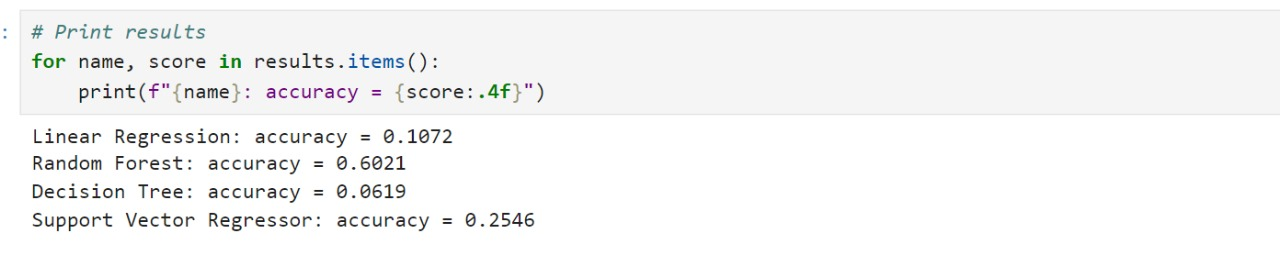 :
# Print results
for name, score in results.items():
    print(f"{name}: accuracy = {score:.4f}")
Linear Regression: accuracy = 0.1072
Random Forest: accuracy = 0.6021
Decision Tree: accuracy = 0.0619
Support Vector Regressor: accuracy = 0.2546